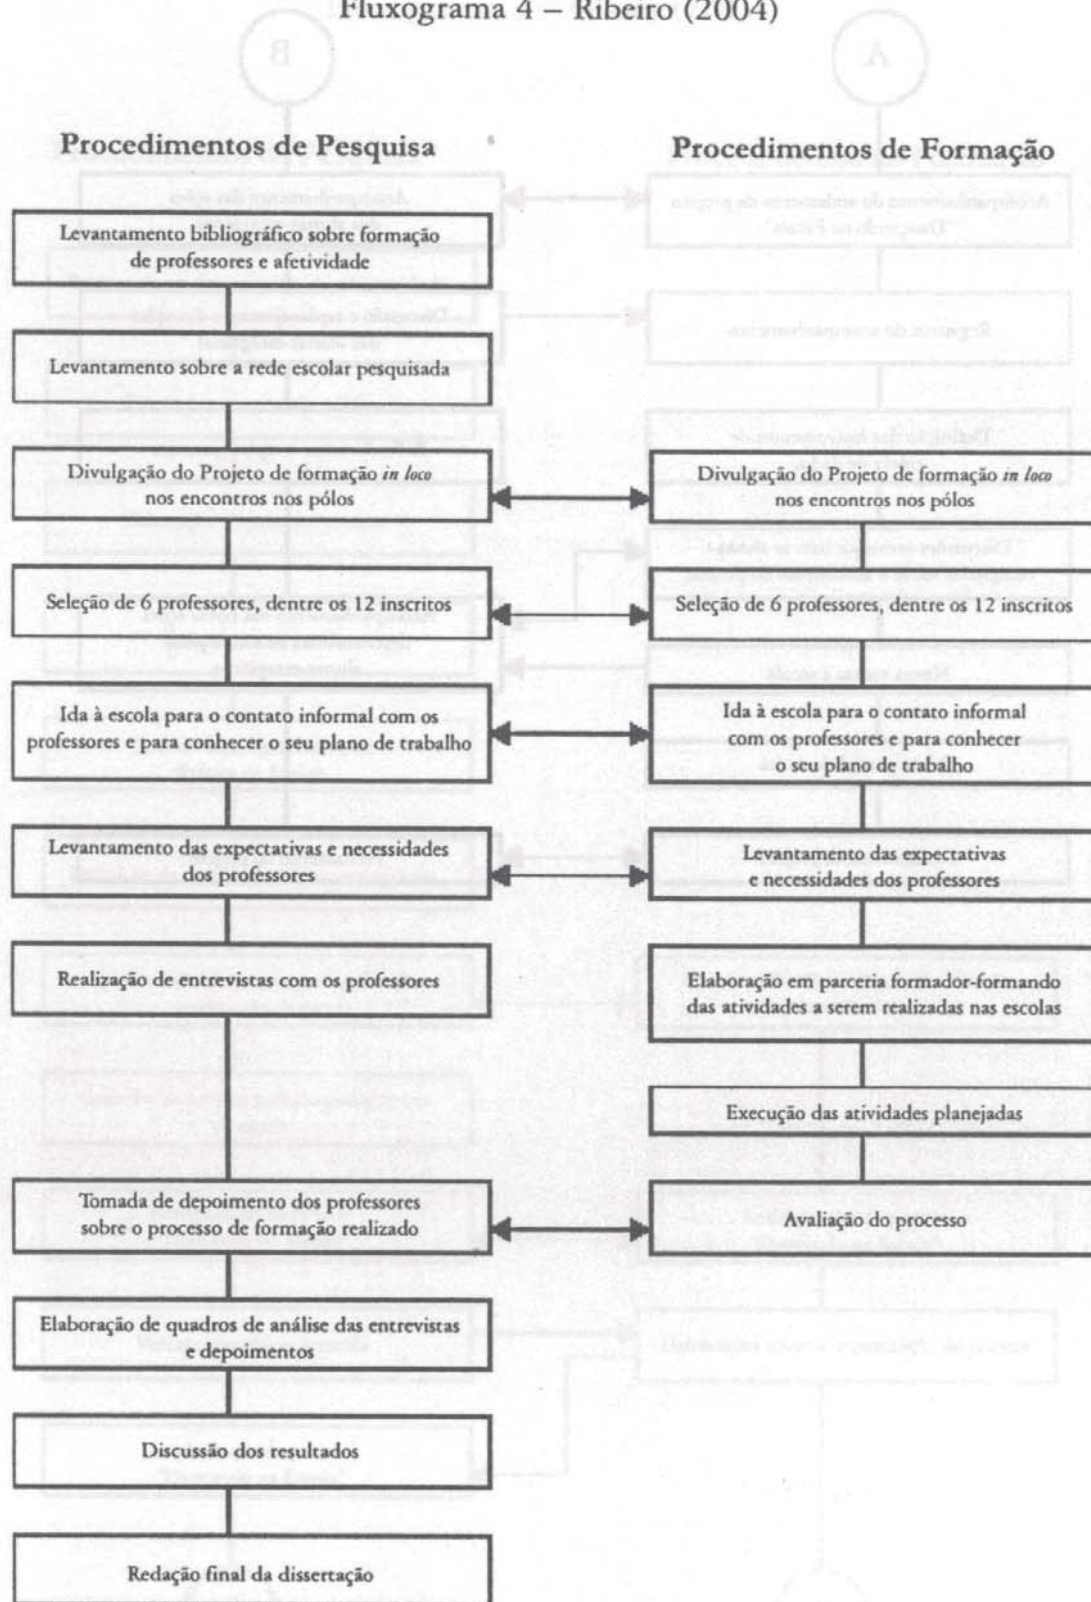 Fluxograma 4 – Ribeiro (2004)
Procedimentos de Pesquisa
Levantamento bibliográfico sobre formação
de professores e afetividade
Levantamento sobre a rede escolar pesquisada
Divulgação do Projeto de formação in loco
nos encontros nos pólos
Seleção de 6 professores, dentre os 12 inscritos
Ida à escola para o contato informal com os
professores e para conhecer o seu plano de trabalho
Levantamento das expectativas e necessidades
dos professores
Realização de entrevistas com os professores
Tomada de depoimento dos professores
sobre o processo de formação realizado
Elaboração de quadros de análise das entrevistas
e depoimentos
Discussão dos resultados
Redação final da dissertação
Procedimentos de Formação
Divulgação do Projeto de formação in loco
nos encontros nos pólos
Seleção de 6 professores, dentre os 12 inscritos
Ida à escola para o contato informal
com os professores e para conhecer
o seu plano de trabalho
Levantamento das expectativas
e necessidades dos professores
Elaboração em parceria formador-formando
das atividades a serem realizadas nas escolas
Execução das atividades planejadas
Avaliação do processo